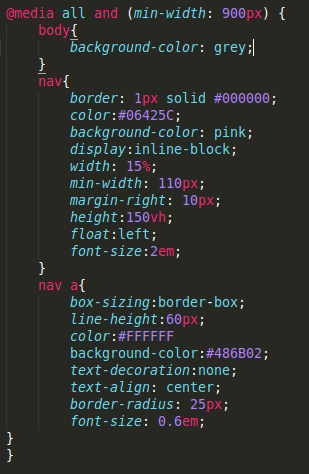 @media all and (min-width: 900px) {
body{
background-color: grey;
}
nav{
border: 1px solid #000000;
color:#06425C;
background-color: pink;
display:inline-block;
width: 15%;
min-width: 110px;
margin-right: 10px;
height:150vh;
float:left;
font-size:2em;
}
nav a{
box-sizing:border-box;
line-height:60px;
color:#FFFFFF
background-color:#486B02;
text-decoration:none;
text-align: center;
border-radius: 25px;
font-size: 0.6em;
}
}